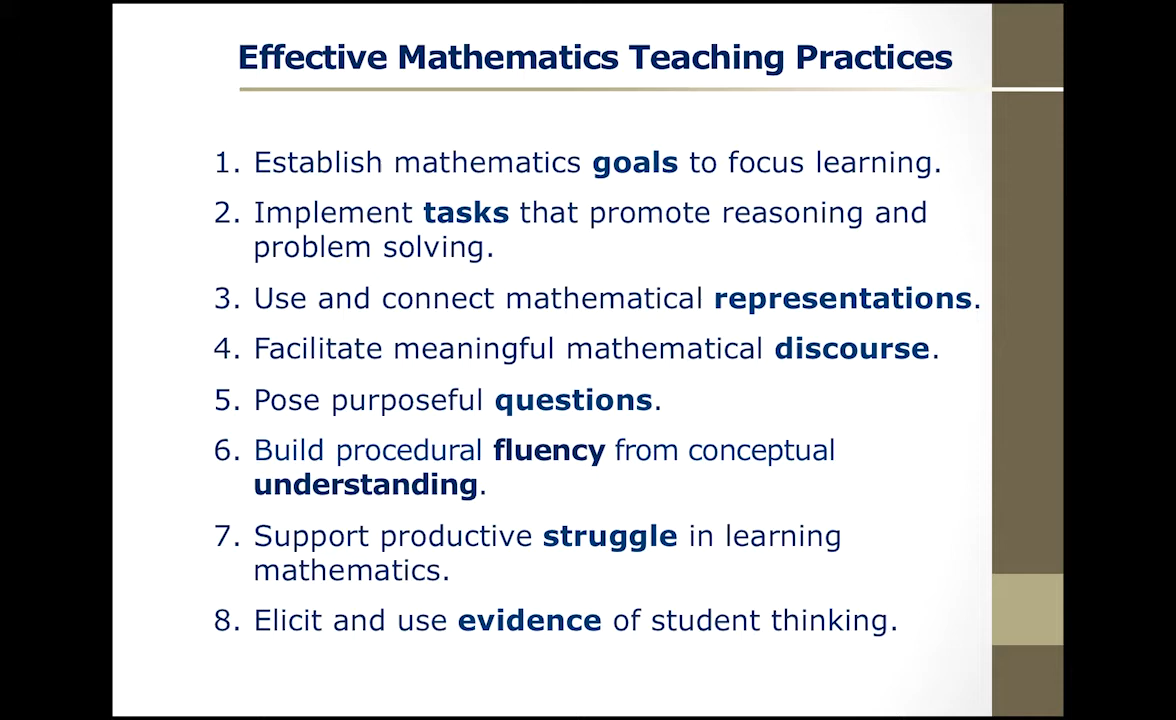 Effective Mathematics Teaching Practices
1. Establish mathematics goals to focus learning.
2. Implement tasks that promote reasoning and
problem solving.
3. Use and connect mathematical representations.
4. Facilitate meaningful mathematical discourse.
5. Pose purposeful questions.
6. Build procedural fluency from conceptual
understanding.
7. Support productive struggle in learning
mathematics.
8. Elicit and use evidence of student thinking.